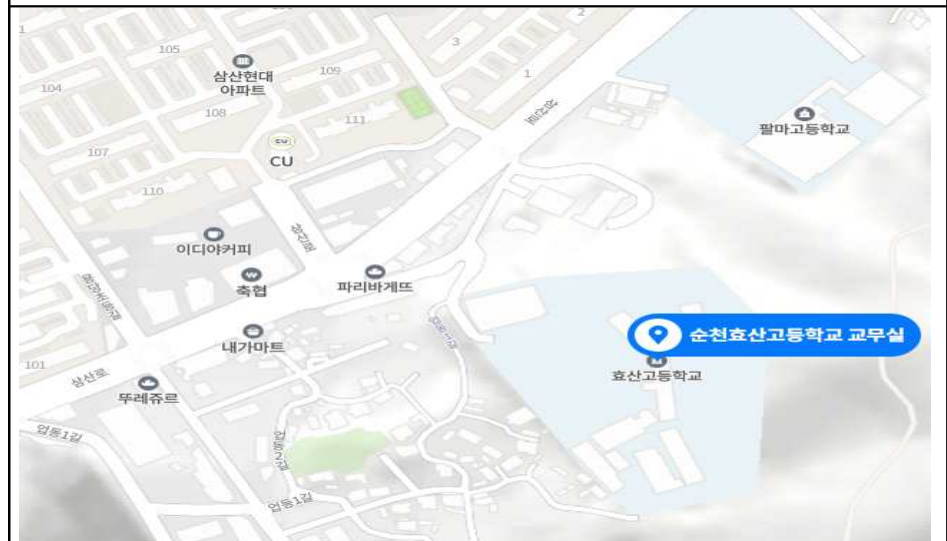 105
삼산현대
아파트
109
3
2
1
104
108
111
팔마고등학교
CU
CU
107
110
이디야커피
축협
파리바게뜨
순천효산고등학교 교무실
내가마트
효산고등학교
101
삼산로
뚜레쥬르
업동1길
업동2길
업동1길